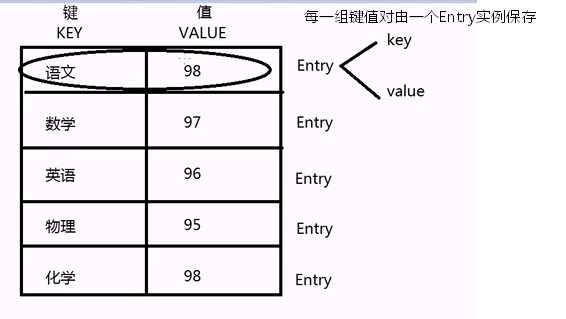 键 值 每一组键值对由一个Entry实例保存
KEY VALUE key
语文 98 Entry
value
数学 97 Entry
英语 96 Entry
物理 95 Entry
化学 98 Entry